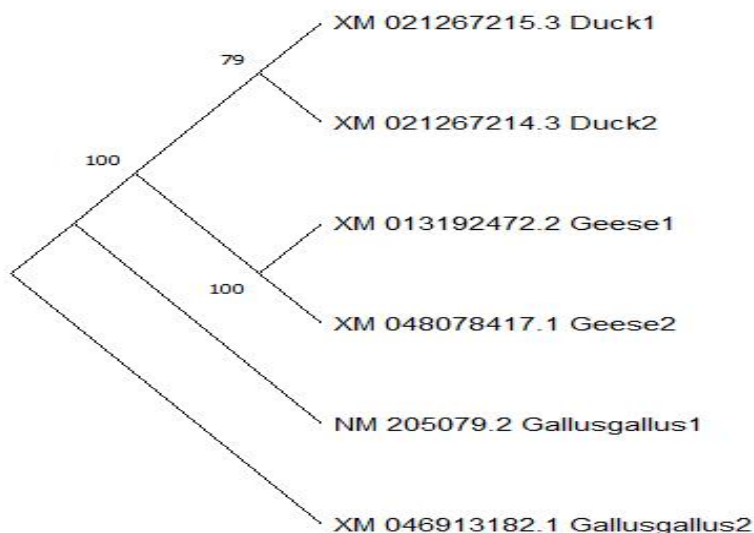 XM 021267215.3 Duck1
79
XM 021267214.3 Duck2
100
XM 013192472.2 Geese1
100
XM 048078417.1 Geese2
NM 205079.2 Gallusgallus1
XM 046913182.1 Gallusgallus2